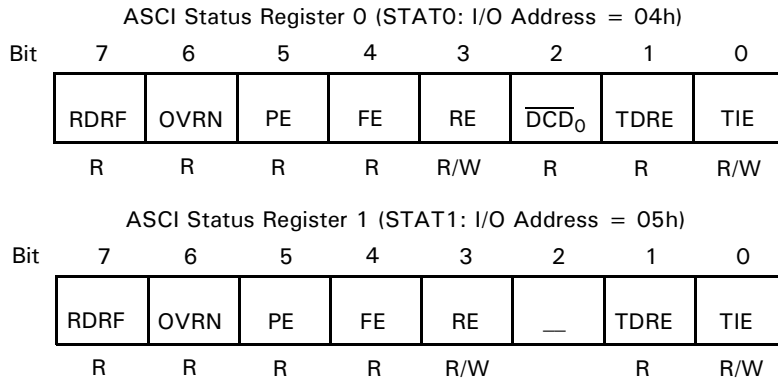 ASCI Status Register 0 (STAT0: I/O Address = 04h)
Bit 7 6 5 4 3 2 1 0
RDRF OVRN PE FE RE D̅C̅D̅₀ TDRE TIE
R R R R R/W R R R/W
ASCI Status Register 1 (STAT1: I/O Address = 05h)
Bit 7 6 5 4 3 2 1 0
RDRF OVRN PE FE RE __ TDRE TIE
R R R R R/W R R/W